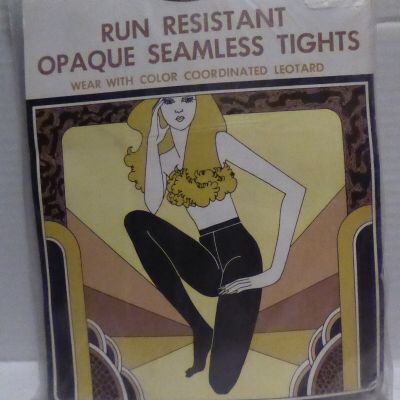 RUN RESISTANT
OPAQUE SEAMLESS TIGHTS
WEAR WITH COLOR COORDINATED LEOTARD